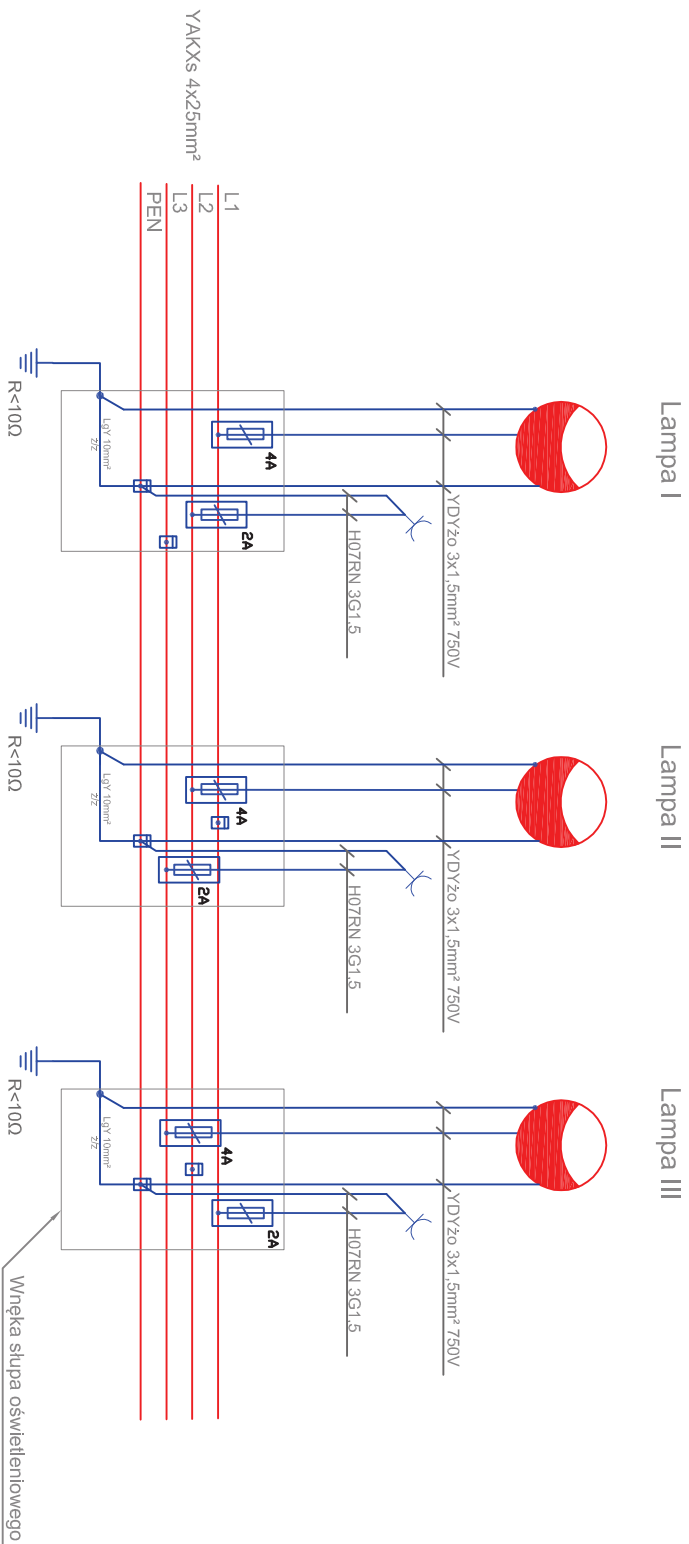 Lampa I
Lampa II
Lampa III
YDYżo 3x1,5mm² 750V
YDYżo 3x1,5mm² 750V
YDYżo 3x1,5mm² 750V
H07RN 3G1,5
H07RN 3G1,5
H07RN 3G1,5
4A
2A
4A
2A
4A
2A
YAKXs 4x25mm²
L1
L2
L3
PEN
LgY 10mm²
ż/z
LgY 10mm²
ż/z
LgY 10mm²
ż/z
R<10Ω
R<10Ω
R<10Ω
Wnęka słupa oświetleniowego